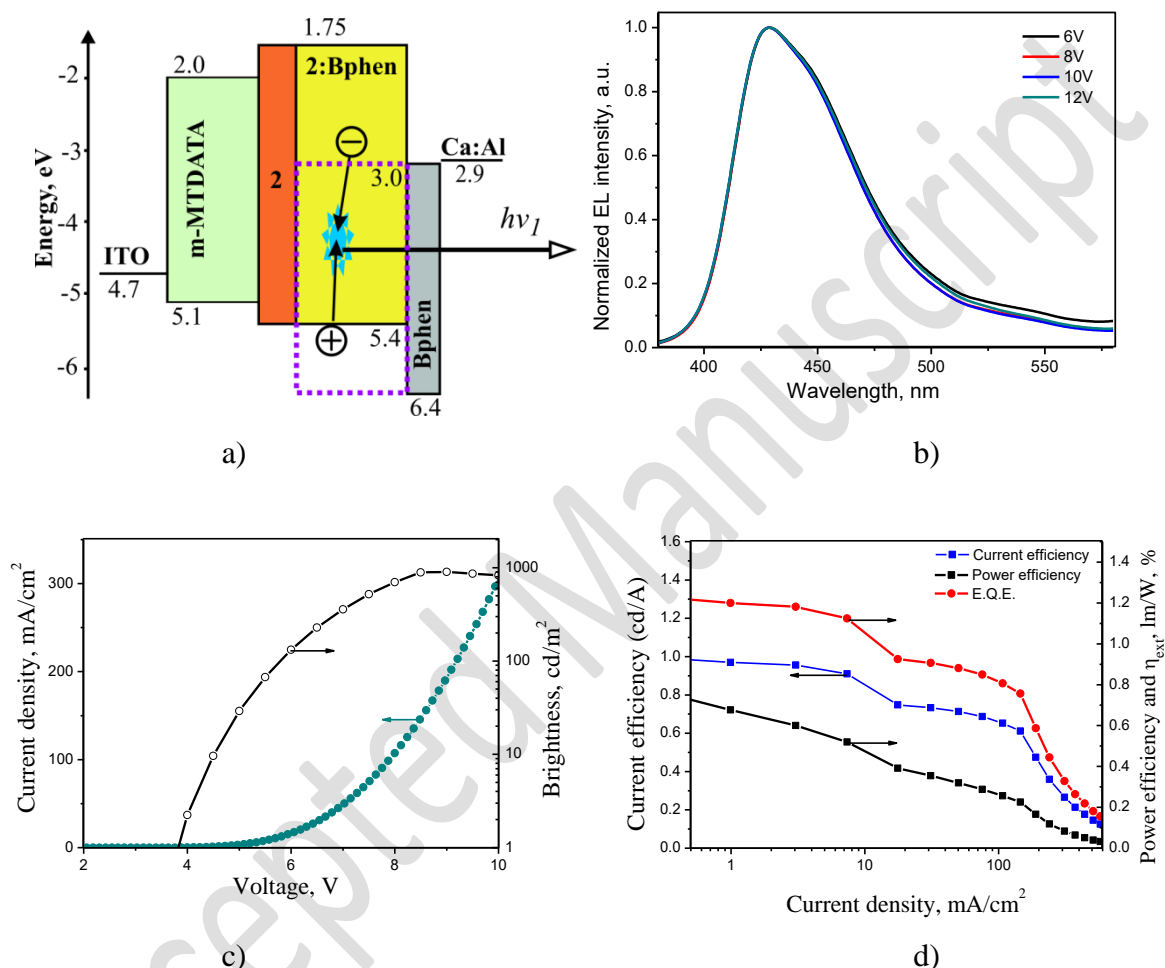 1.75
2.0
2:Bphen
m-MTDATA
2
Ca:Al
3.0
2.9
hν1
ITO
4.7
5.1
5.4
Bphen
6.4
Energy, eV
-2
-3
-4
-5
-6
a)
Normalized EL intensity, a.u.
1.0
0.8
0.6
0.4
0.2
0.0
6V
8V
10V
12V
400
450
500
550
Wavelength, nm
b)
Current density, mA/cm2
300
200
100
0
1000
100
10
1
Brightness, cd/m2
2
4
6
8
10
Voltage, V
c)
Current efficiency (cd/A)
1.6
1.4
1.2
1.0
0.8
0.6
0.4
0.2
0.0
Current efficiency
Power efficiency
E.Q.E.
1.4
1.2
1.0
0.8
0.6
0.4
0.2
0.0
Power efficiency and ηext, lm/W, %
1
10
100
Current density, mA/cm2
d)
septed Manuscript